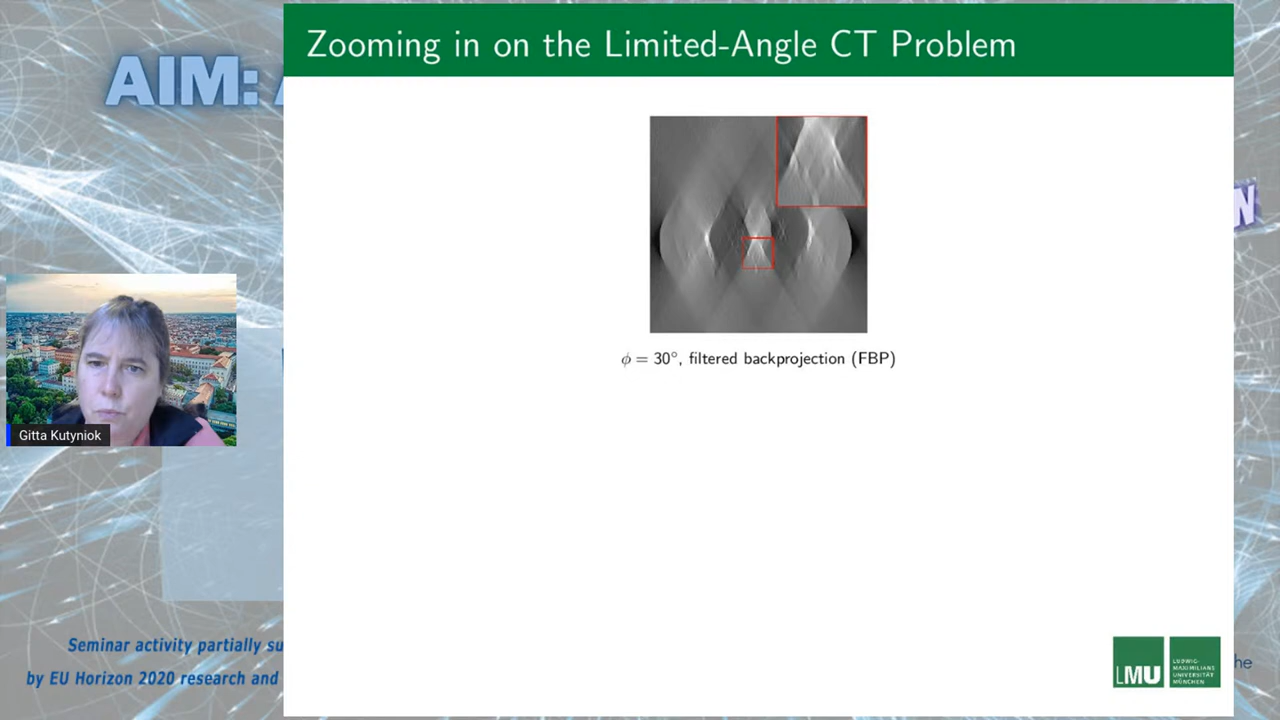 Zooming in on the Limited-Angle CT Problem
AIM:
N
ϕ = 30°, filtered backprojection (FBP)
Gitta Kutyniok
Seminar activity partially su
by EU Horizon 2020 research and
LMU
LUDWIG-
MAXIMILIANS
UNIVERSITÄT
MÜNCHEN
he